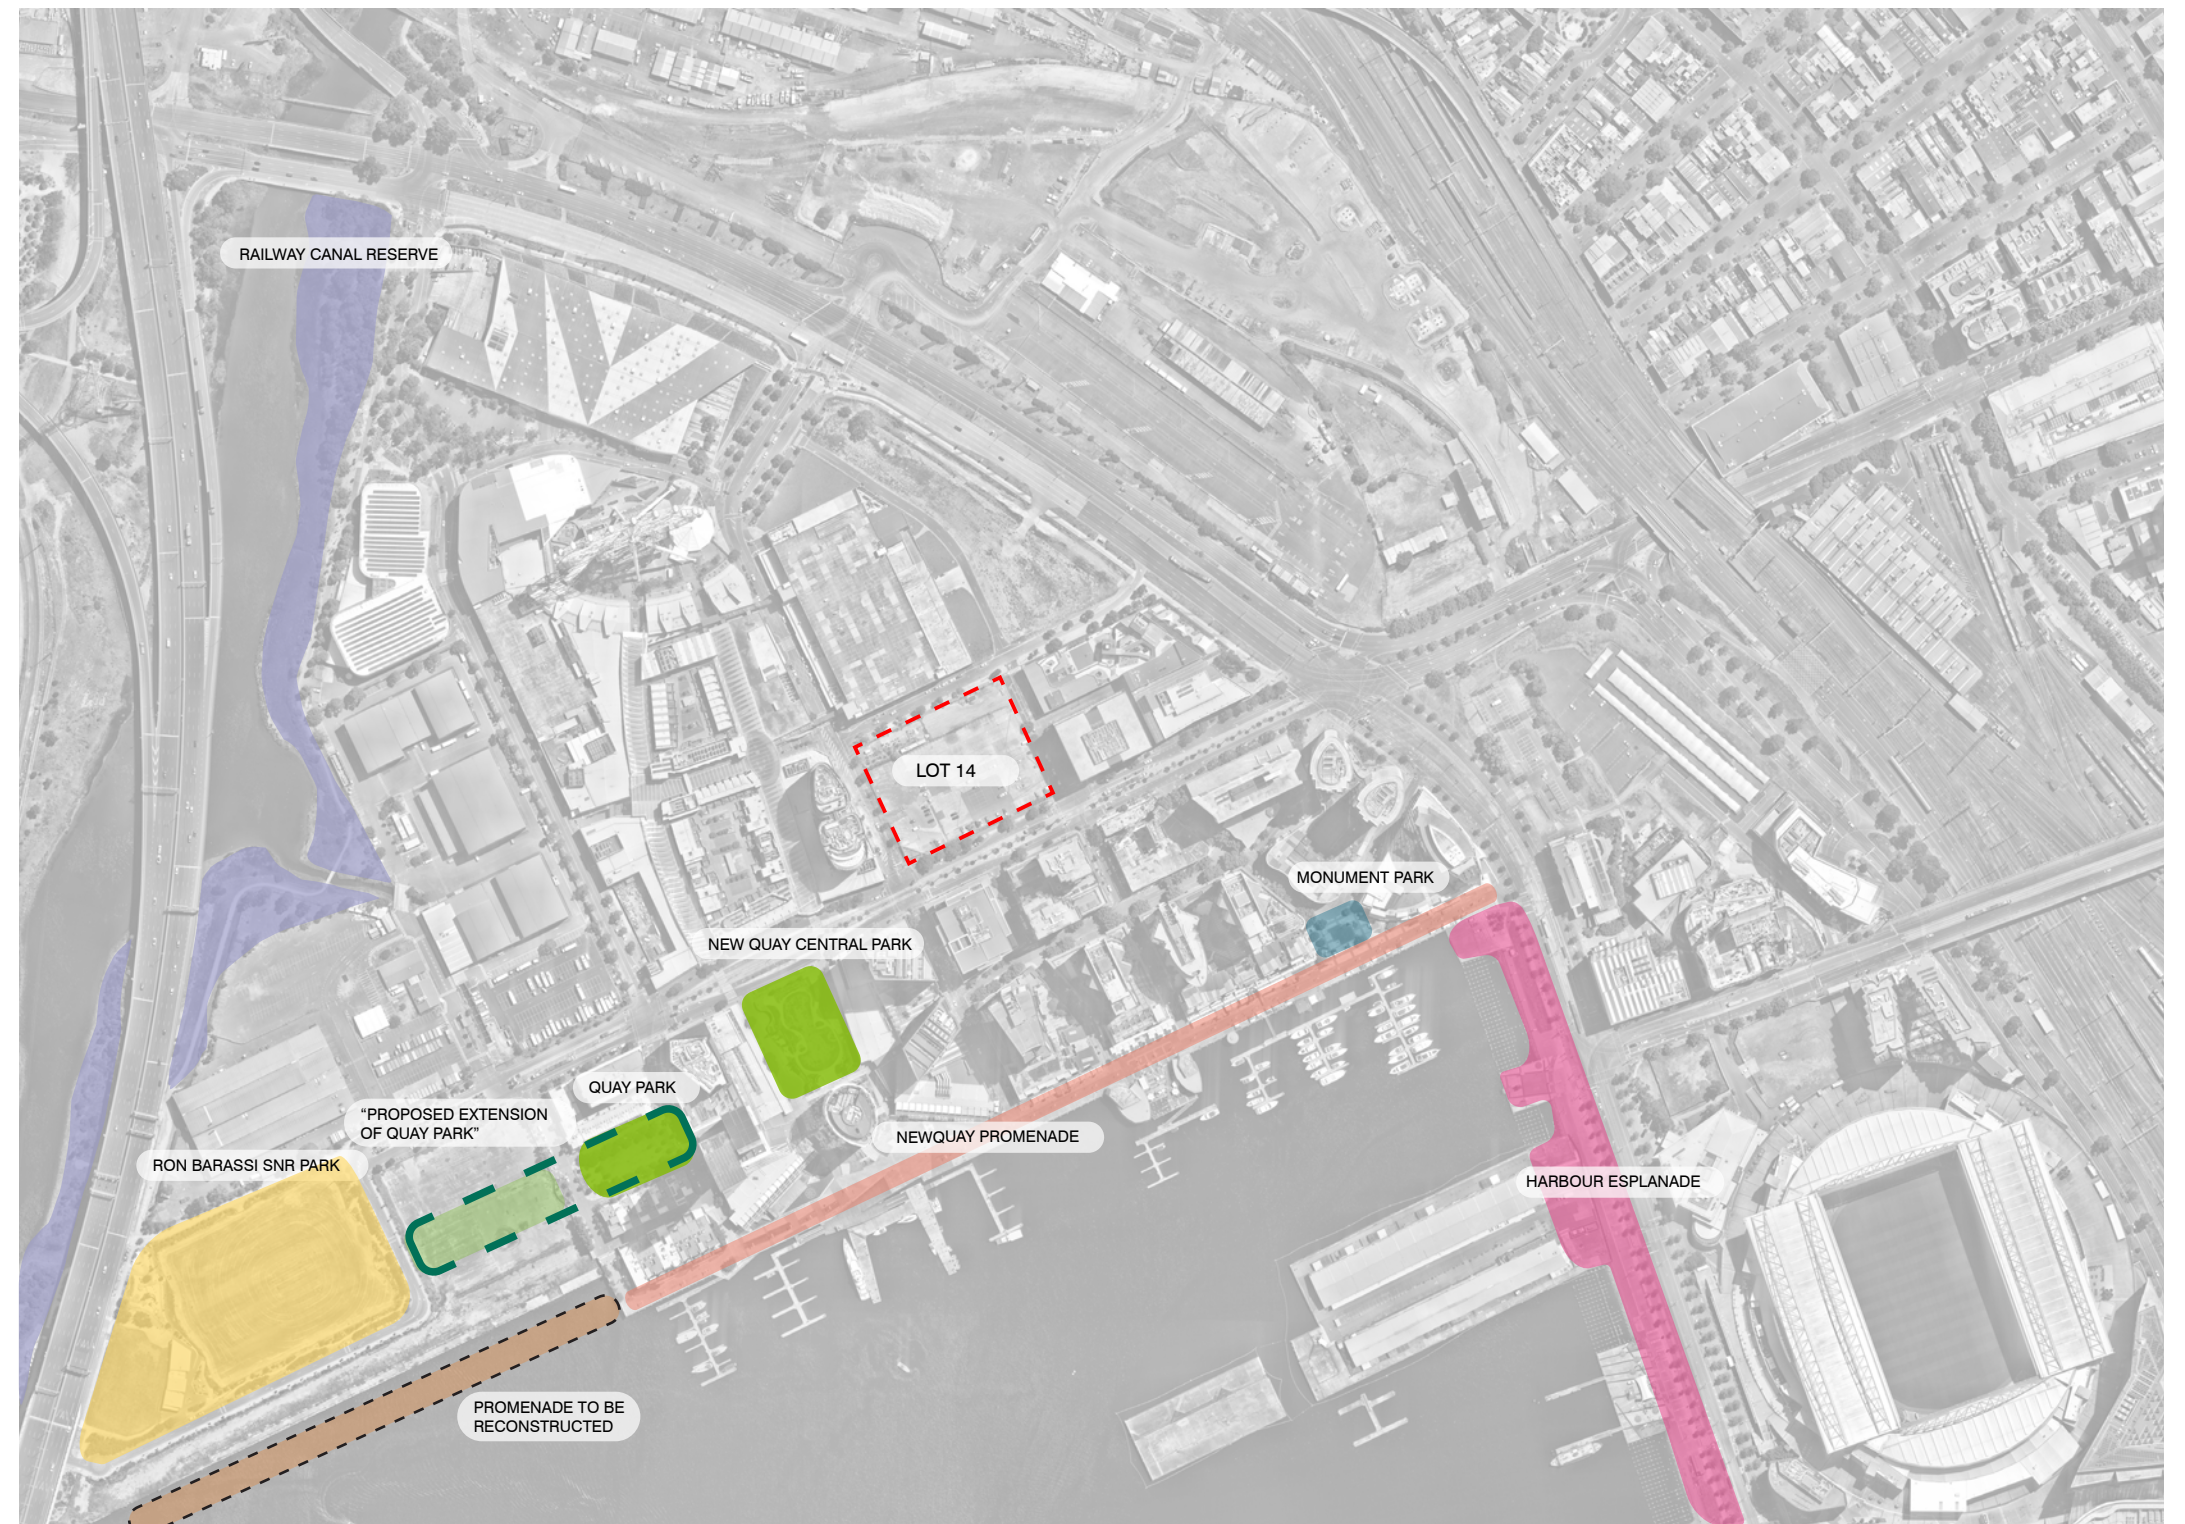 RAILWAY CANAL RESERVE
LOT 14
MONUMENT PARK
NEW QUAY CENTRAL PARK
QUAY PARK
“PROPOSED EXTENSION
OF QUAY PARK”
NEWQUAY PROMENADE
RON BARASSI SNR PARK
HARBOUR ESPLANADE
PROMENADE TO BE
RECONSTRUCTED